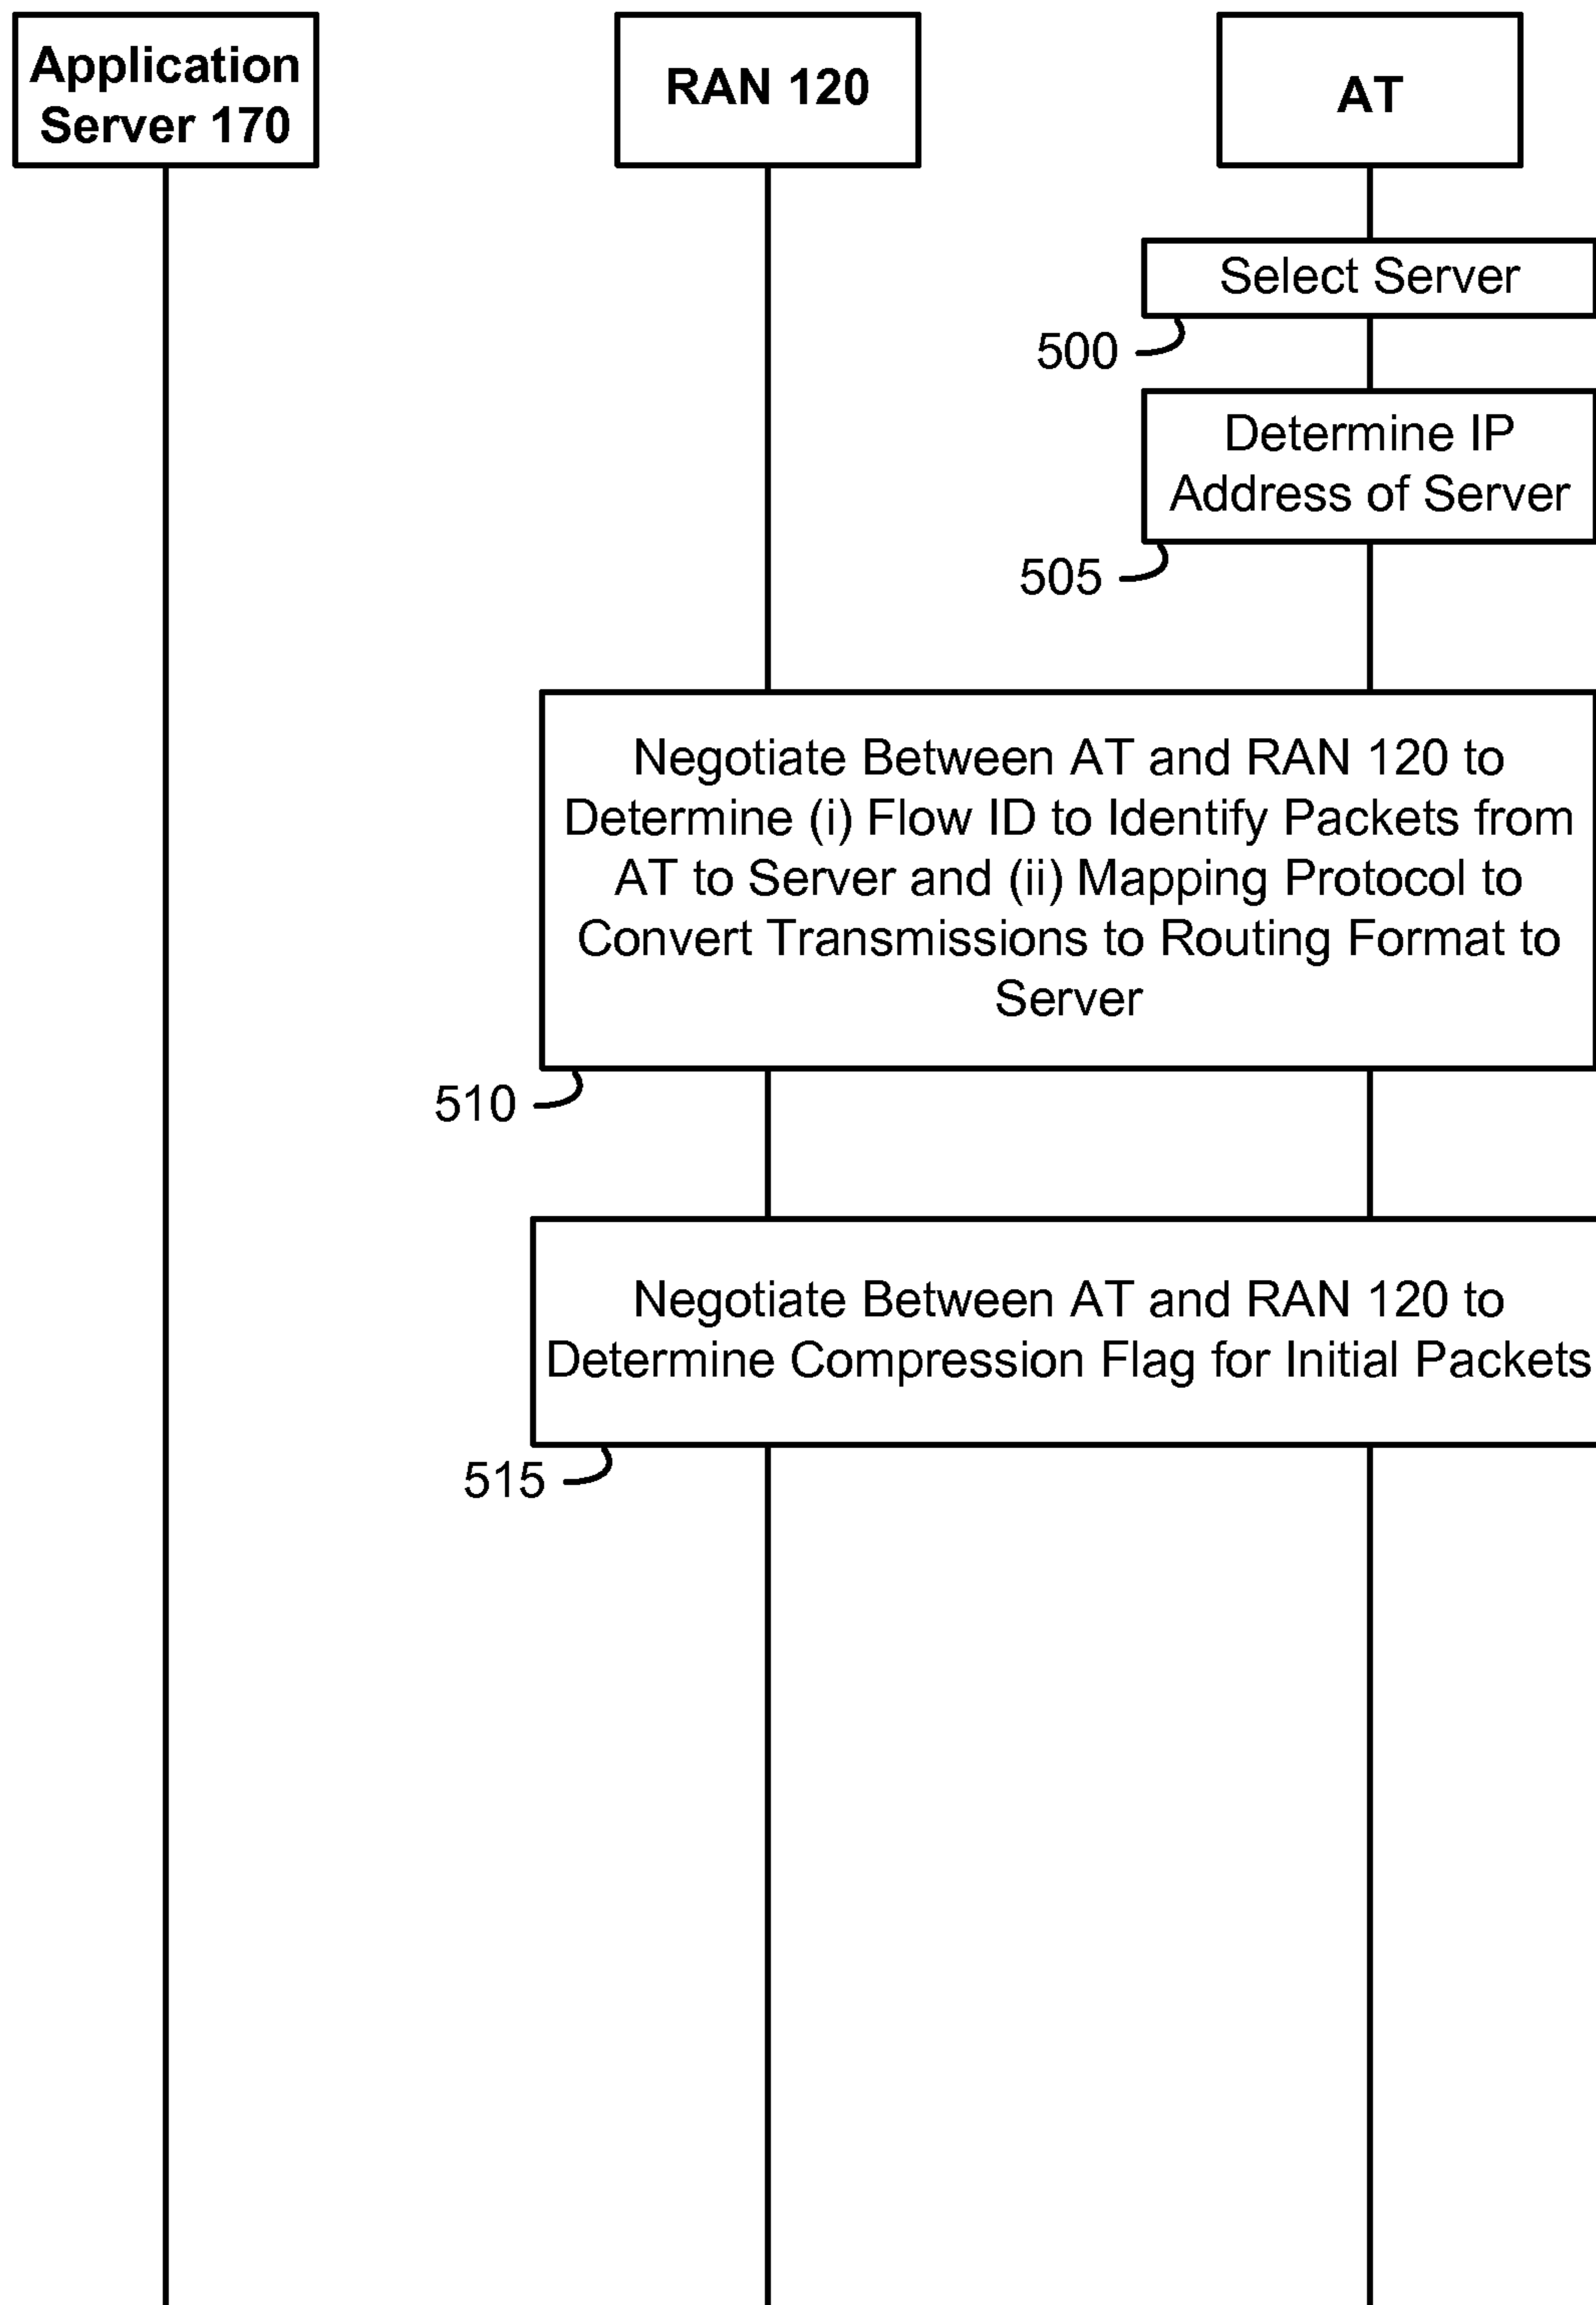 Application
Server 170
RAN 120
AT
Select Server
500
Determine IP
Address of Server
505
Negotiate Between AT and RAN 120 to
Determine (i) Flow ID to Identify Packets from
AT to Server and (ii) Mapping Protocol to
Convert Transmissions to Routing Format to
Server
510
Negotiate Between AT and RAN 120 to
Determine Compression Flag for Initial Packets
515